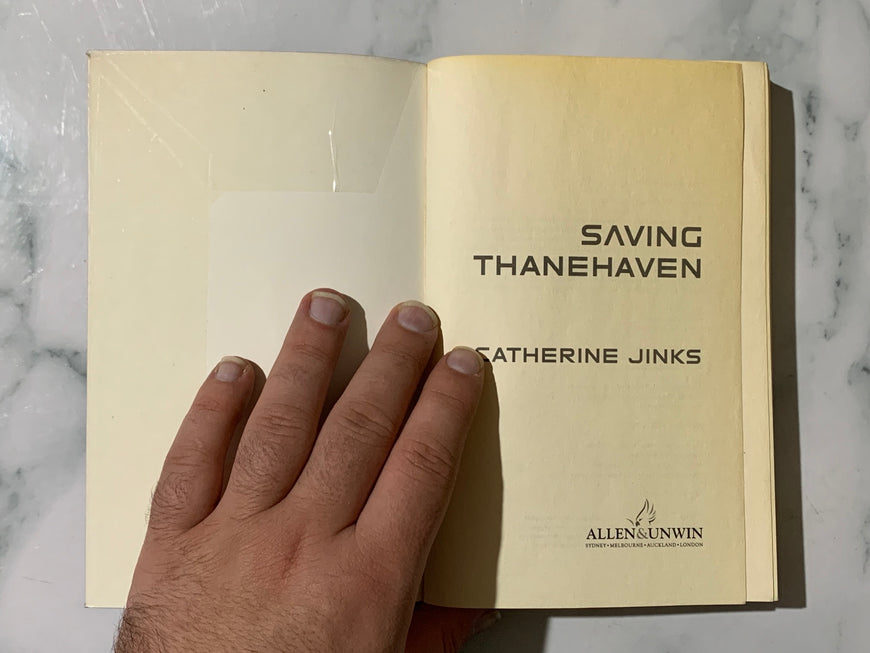 SAVING
THANEHAVEN
CATHERINE JINKS
ALLEN&UNWIN
SYDNEY•MELBOURNE•AUCKLAND•LONDON